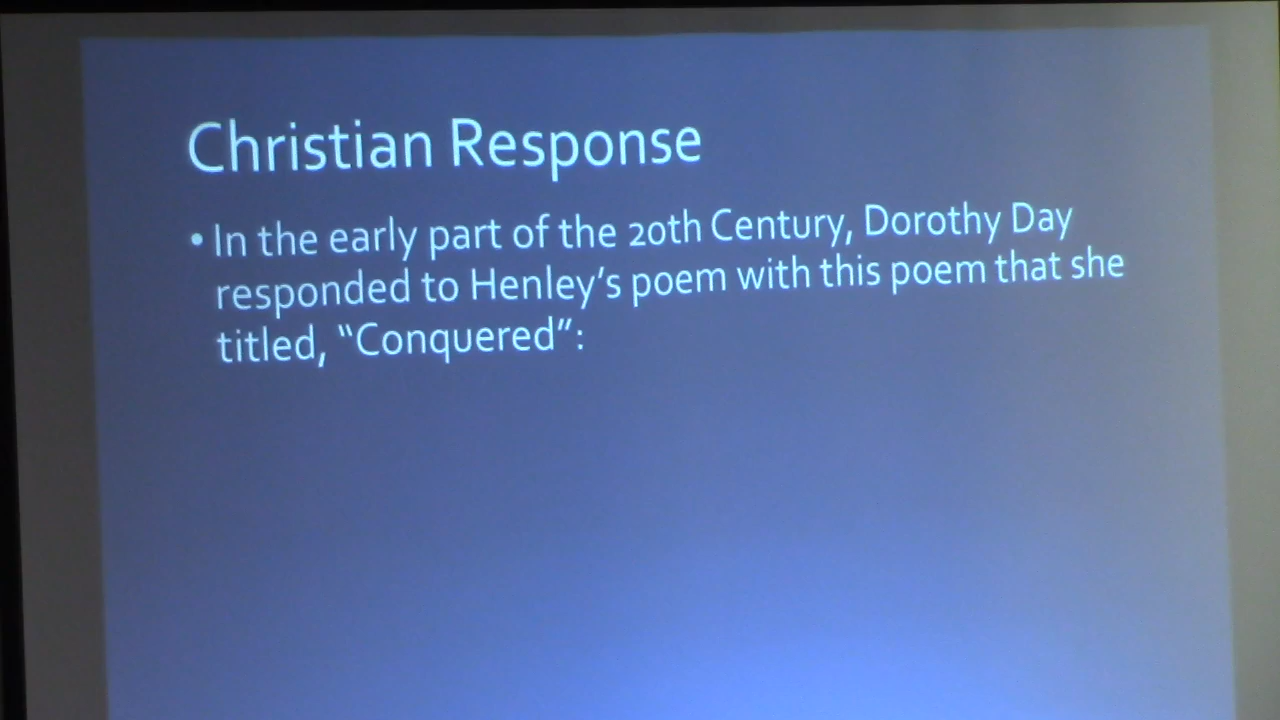 Christian Response
• In the early part of the 20th Century, Dorothy Day
responded to Henley’s poem with this poem that she
titled, “Conquered”: